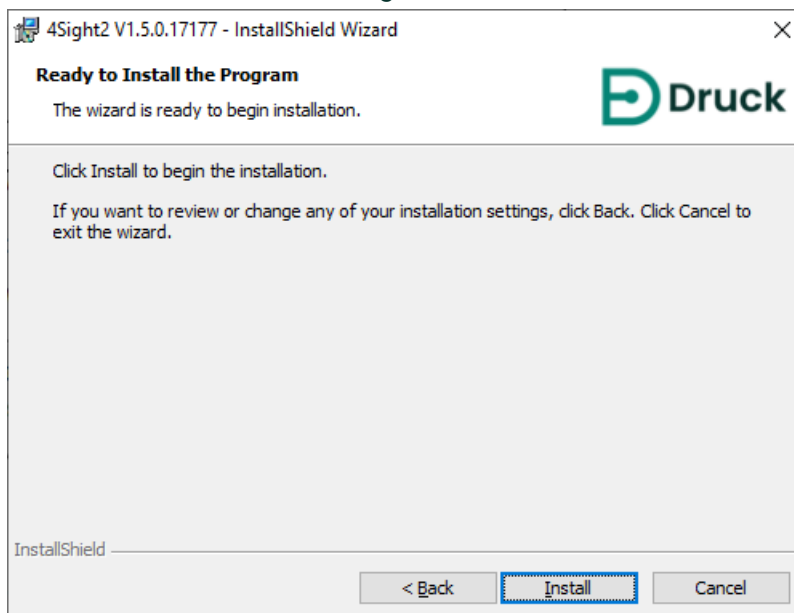 4Sight2 V1.5.0.17177 - InstallShield Wizard
Ready to Install the Program
The wizard is ready to begin installation.
Druck
Click Install to begin the installation.
If you want to review or change any of your installation settings, click Back. Click Cancel to
exit the wizard.
InstallShield
< Back Install Cancel